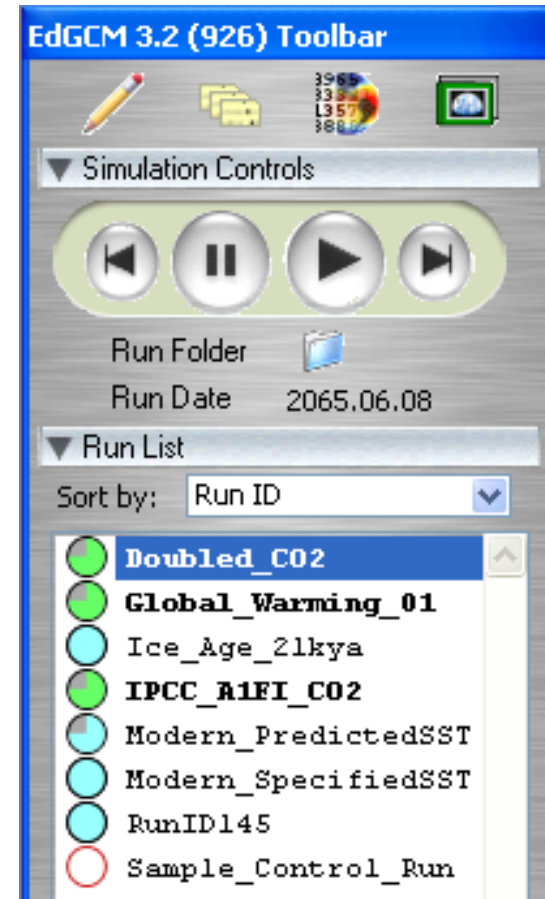 EdGCM 3.2 (926) Toolbar
Simulation Controls
Run Folder
Run Date 2065.06.08
Run List
Sort by: Run ID
Doubled_CO2
Global_Warming_01
Ice_Age_21kya
IPCC_A1FI_CO2
Modern_PredictedSST
Modern_SpecifiedSST
RunID145
Sample_Control_Run